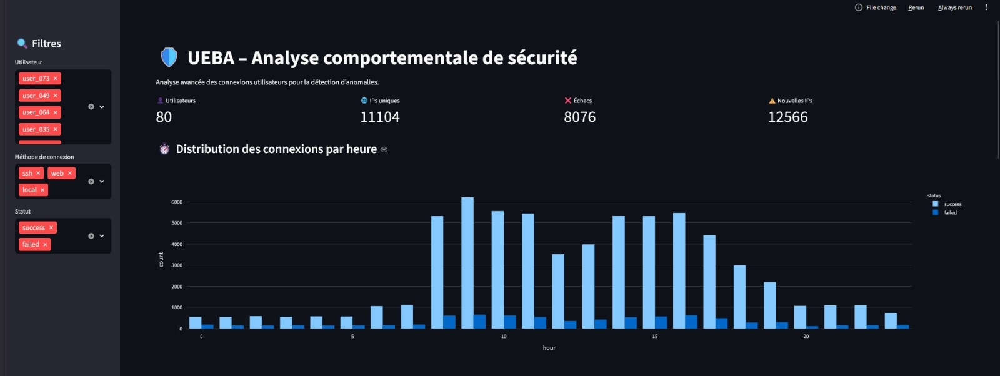 File change. Rerun Always rerun
Filtres
Utilisateur
user_073 ×
user_049 ×
user_064 ×
user_035 ×
Méthode de connexion
ssh × web ×
local ×
Statut
success ×
failed ×
UEBA – Analyse comportementale de sécurité
Analyse avancée des connexions utilisateurs pour la détection d'anomalies.
Utilisateurs IPs uniques Échecs Nouvelles IPs
80 11104 8076 12566
Distribution des connexions par heure
status
success
failed
6000
5000
4000
3000
2000
1000
0
count
0 5 10 15 20
hour